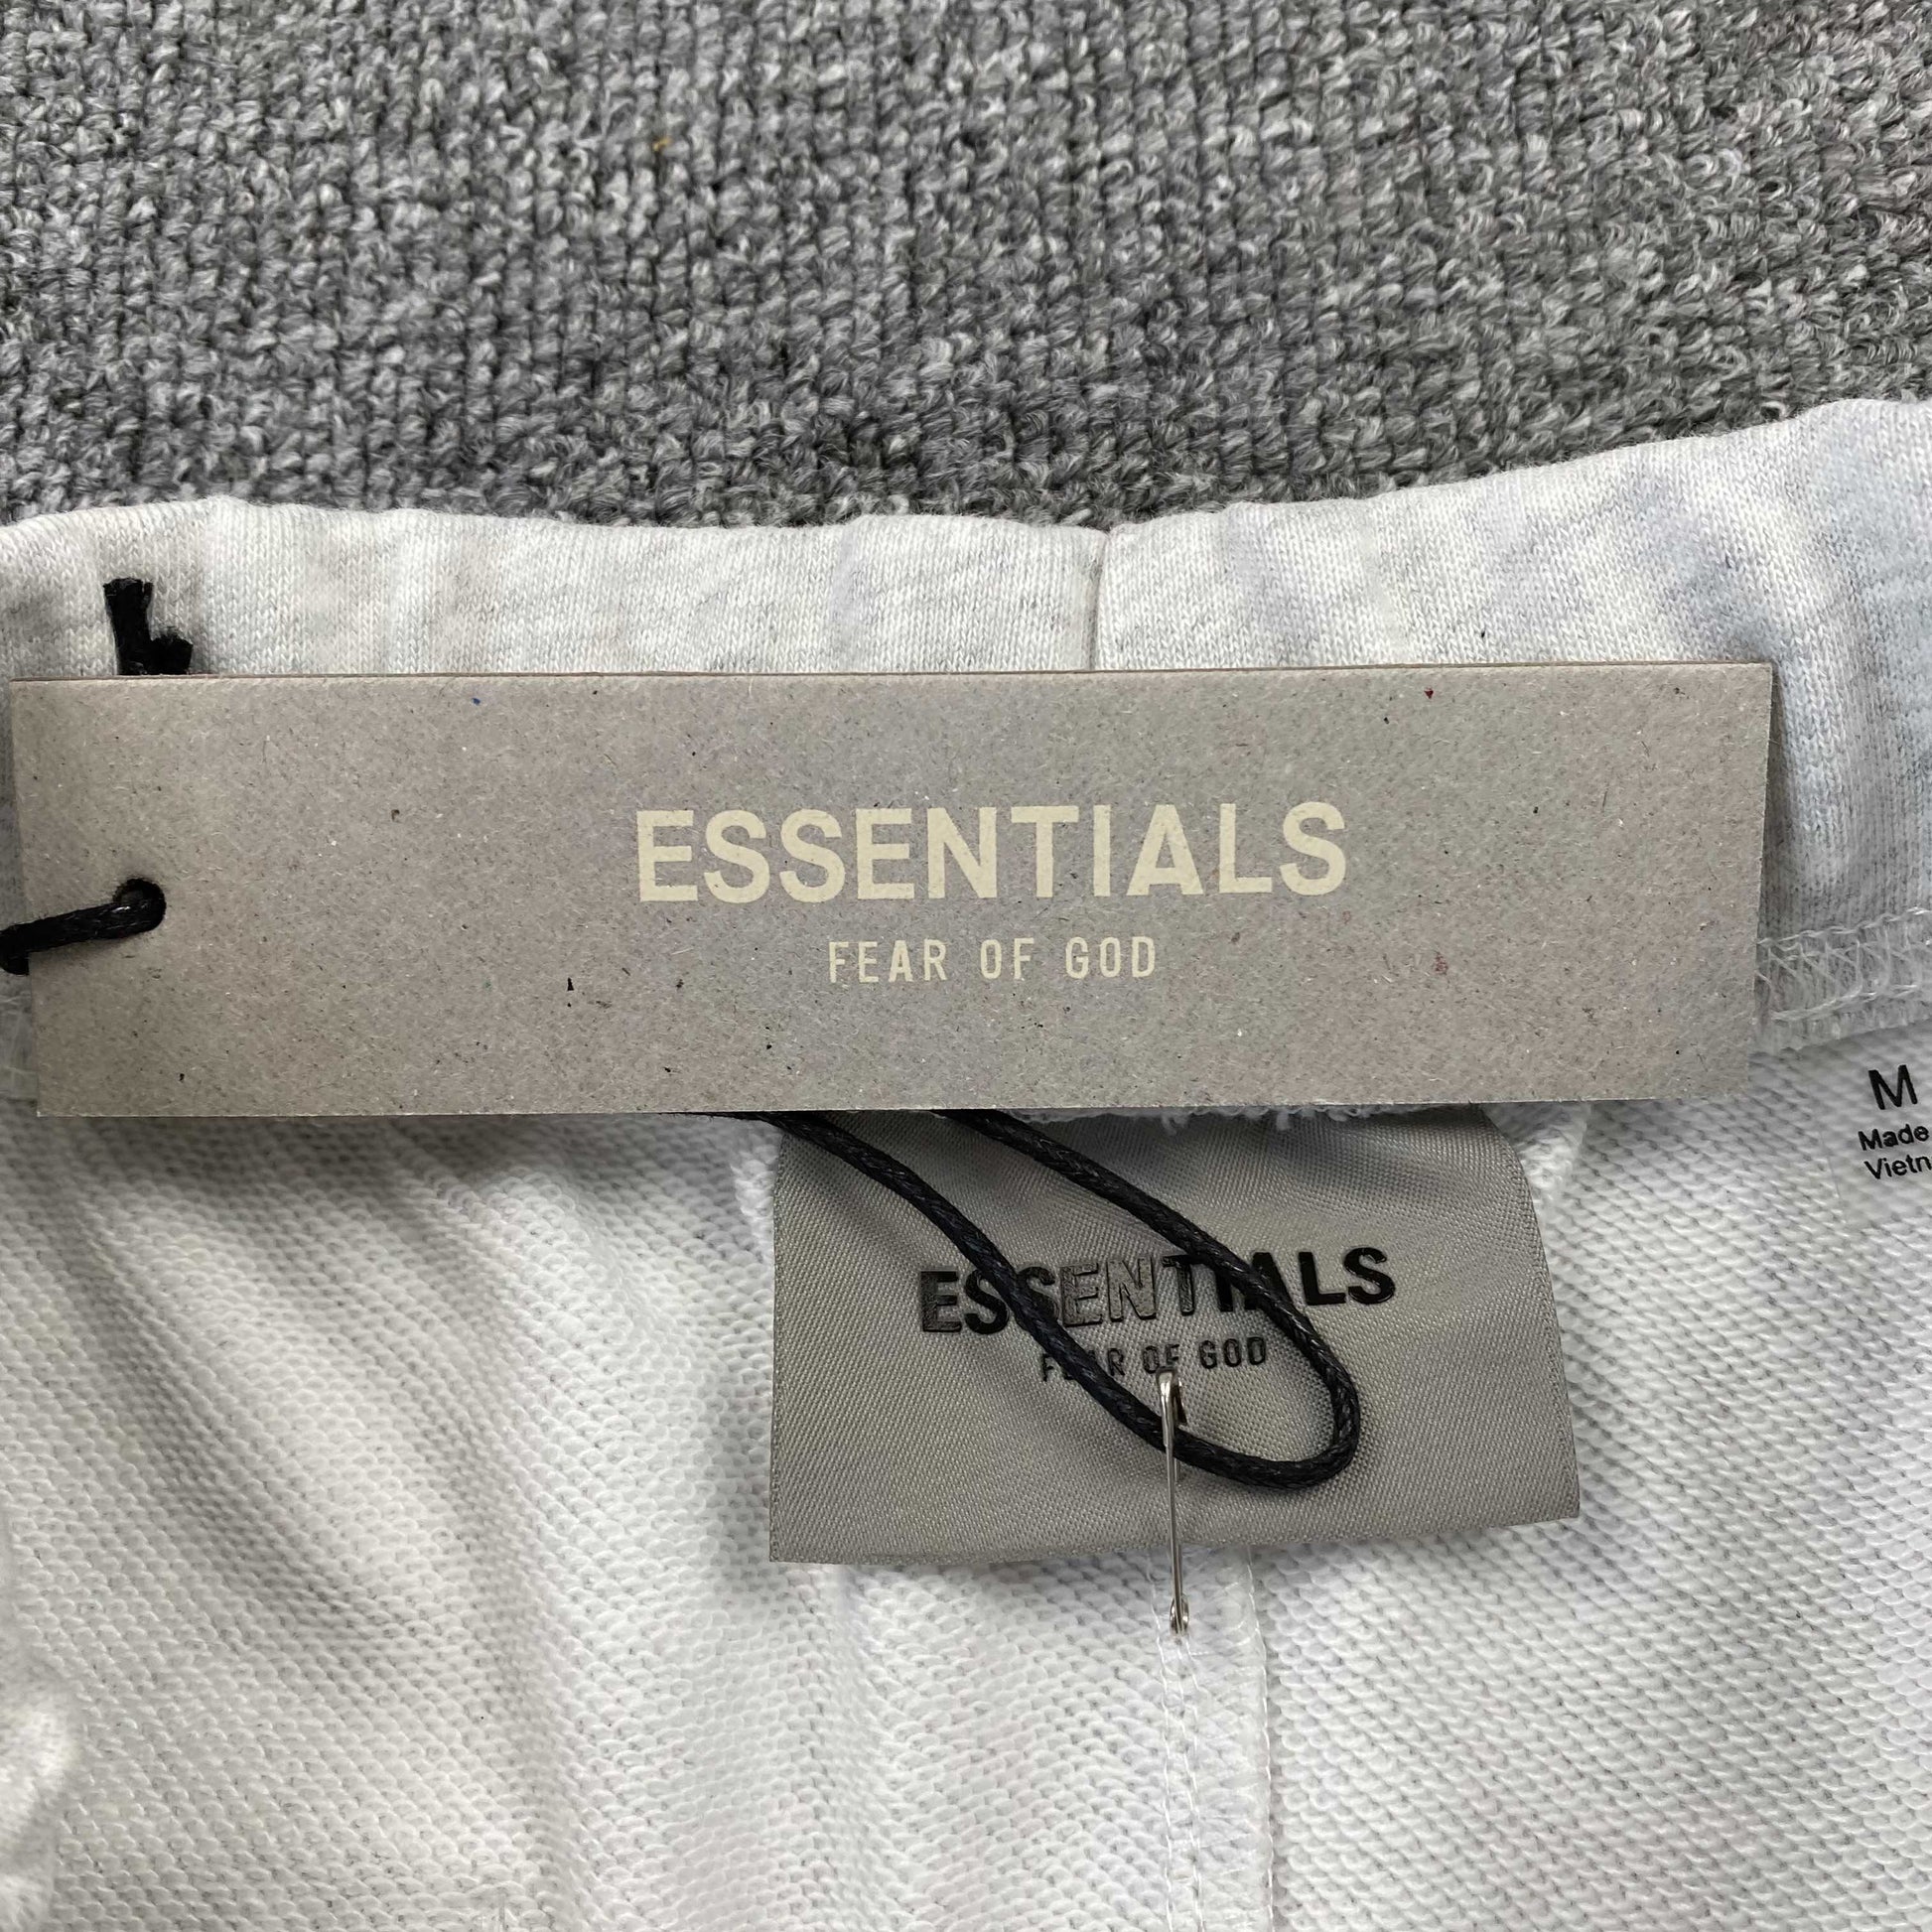 ESSENTIALS
FEAR OF GOD
M
Made
Vietn
ESSENTIALS
FEAR OF GOD